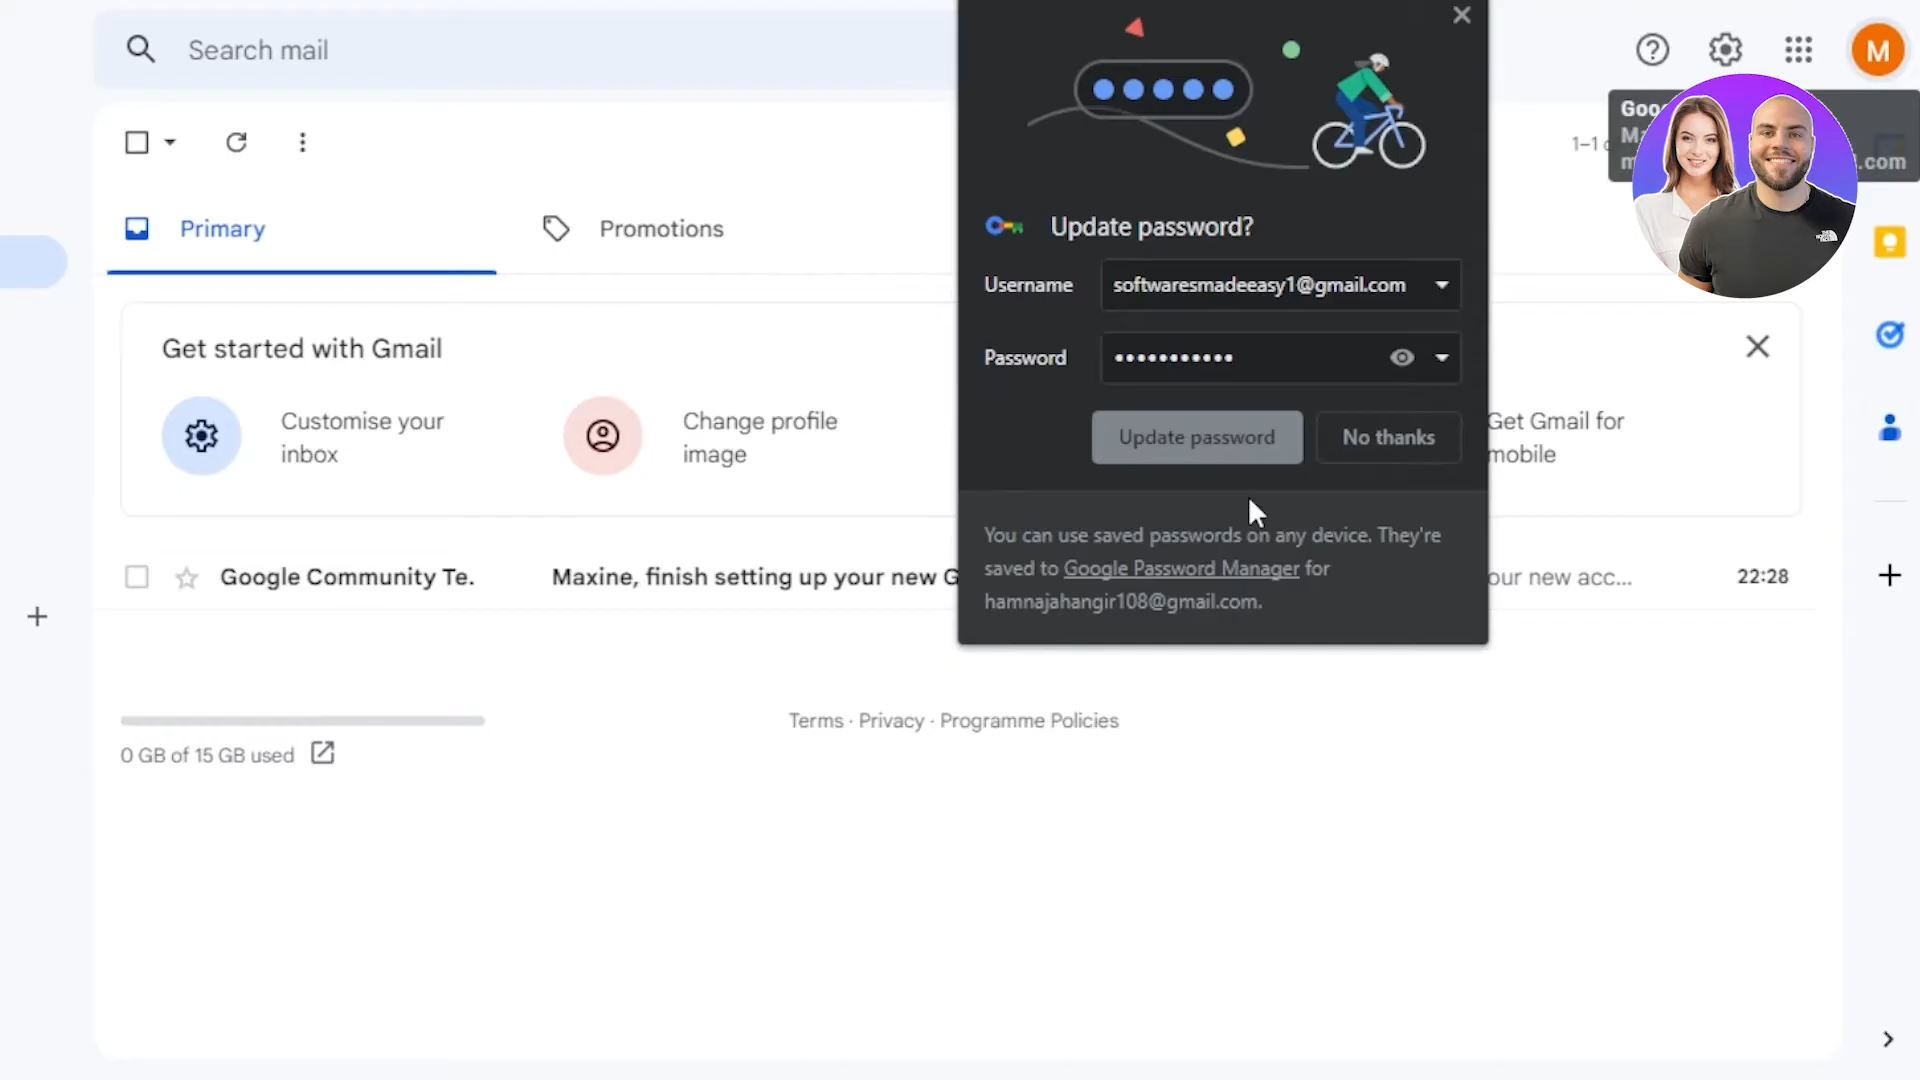 Search mail
M
Primary
Promotions
Get started with Gmail
Customise your
inbox
Change profile
image
Get Gmail for
mobile
Google Community Te.
Maxine, finish setting up your new G
our new acc...
22:28
0 GB of 15 GB used
Terms · Privacy · Programme Policies
1–1
.com
Update password?
Username
softwaresmadeeasy1@gmail.com
Password
•••••••••••
Update password
No thanks
You can use saved passwords on any device. They're
saved to Google Password Manager for
hamnajahangir108@gmail.com.